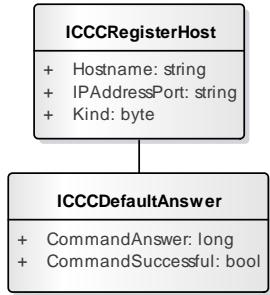 ICCCRegisterHost
+ Hostname: string
+ IPAddressPort: string
+ Kind: byte
ICCCDefaultAnswer
+ CommandAnswer: long
+ CommandSuccessful: bool